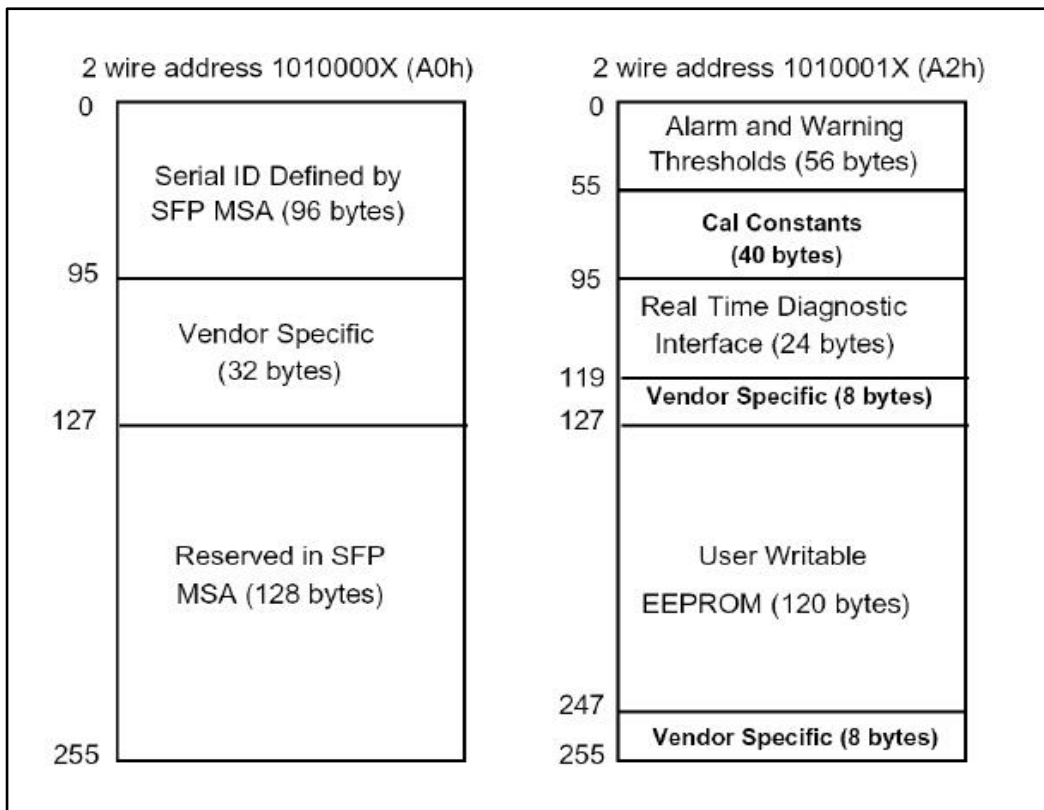 2 wire address 1010000X (A0h)
0
Serial ID Defined by
SFP MSA (96 bytes)
95
Vendor Specific
(32 bytes)
127
Reserved in SFP
MSA (128 bytes)
255
2 wire address 1010001X (A2h)
0
Alarm and Warning
Thresholds (56 bytes)
55
Cal Constants
(40 bytes)
95
Real Time Diagnostic
Interface (24 bytes)
119
Vendor Specific (8 bytes)
127
User Writable
EEPROM (120 bytes)
247
Vendor Specific (8 bytes)
255